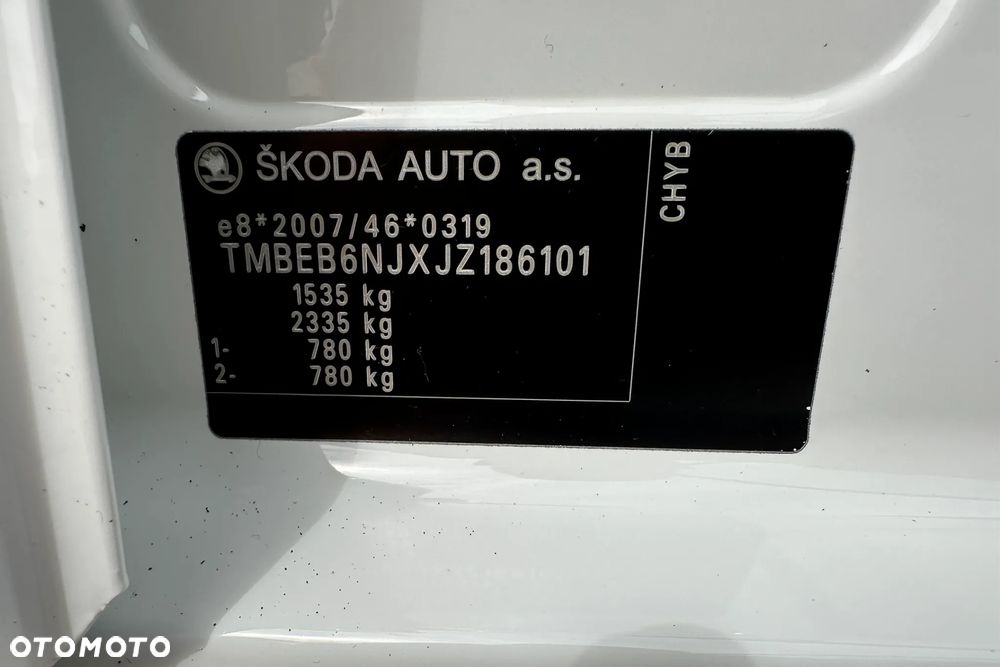 ŠKODA AUTO a.s.
CHYB
e8*2007/46*0319
TMBEB6NJXJZ186101
1535 kg
2335 kg
1- 780 kg
2- 780 kg
OTOMOTO